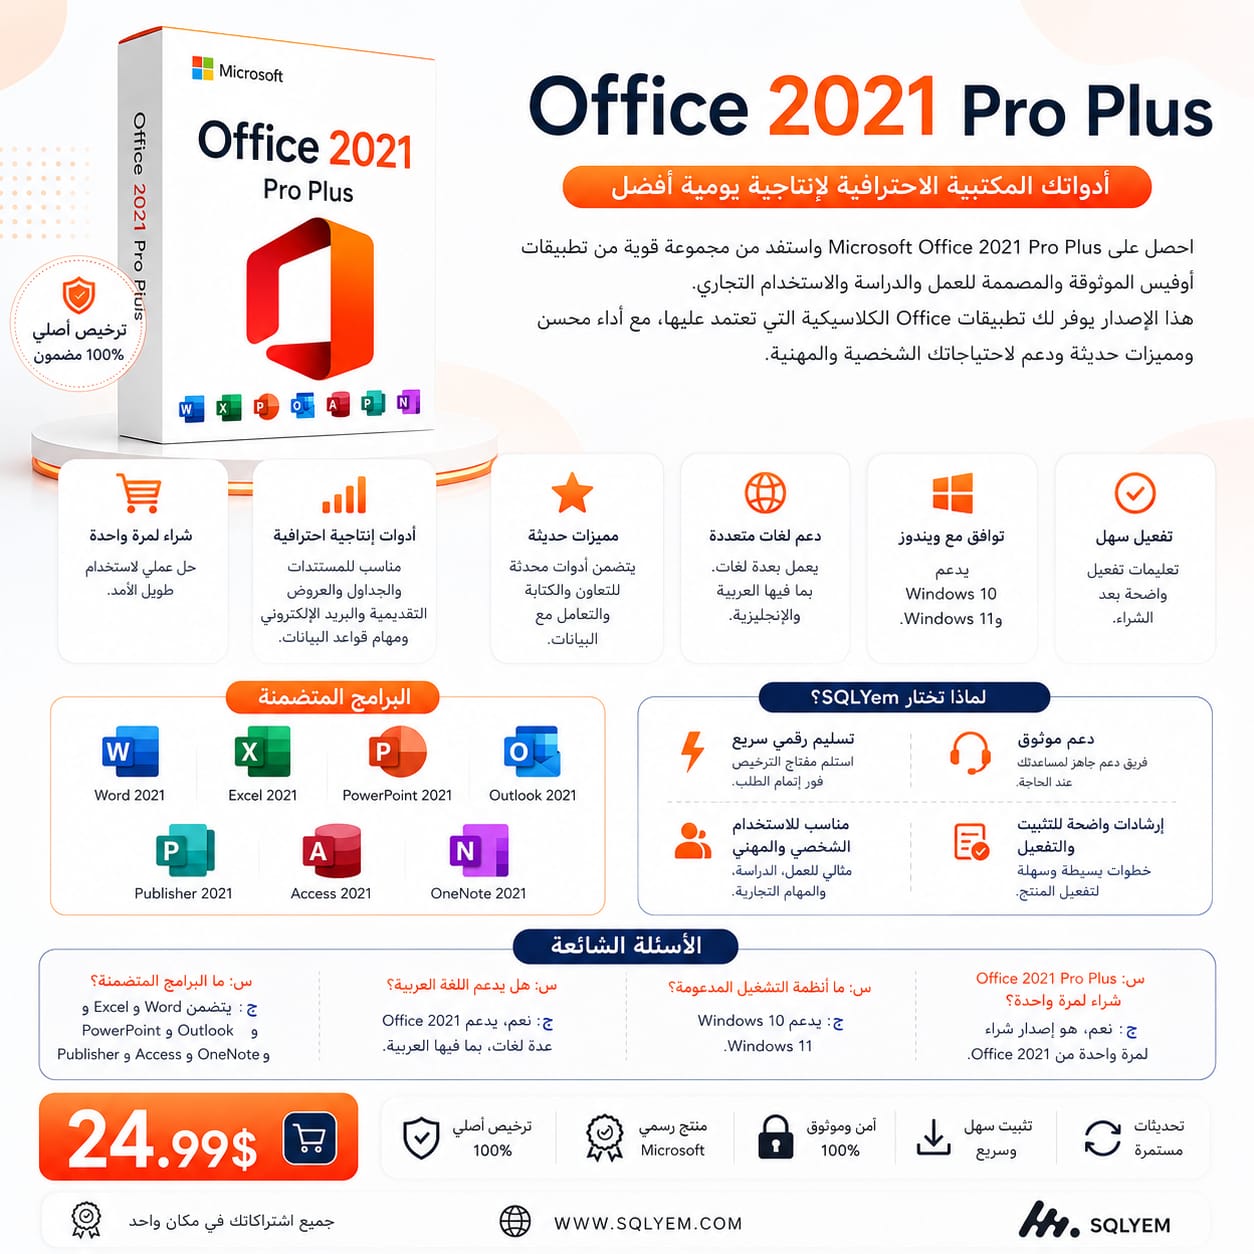 Microsoft
Office 2021
Pro Plus
Office 2021 Pro Plus
W X P O A P N
ترخيص أصلي
100% مضمون
Office 2021 Pro Plus
أدواتك المكتبية الاحترافية لإنتاجية يومية أفضل
احصل على Microsoft Office 2021 Pro Plus واستفد من مجموعة قوية من تطبيقات
أوفيس الموثوقة والمصممة للعمل والدراسة والاستخدام التجاري.
هذا الإصدار يوفر لك تطبيقات Office الكلاسيكية التي تعتمد عليها، مع أداء محسن
ومميزات حديثة ودعم لاحتياجاتك الشخصية والمهنية.
تفعيل سهل
تعليمات تفعيل
واضحة بعد
الشراء.
توافق مع ويندوز
يدعم
Windows 10
وWindows 11.
دعم لغات متعددة
يعمل بعدة لغات.
بما فيها العربية
والإنجليزية.
مميزات حديثة
يتضمن أدوات محدثة
للتعاون والكتابة
والتعامل مع
البيانات.
أدوات إنتاجية احترافية
مناسب للمستندات
والجداول والعروض
التقديمية والبريد الإلكتروني
ومهام قواعد البيانات.
شراء لمرة واحدة
حل عملي لاستخدام
طويل الأمد.
لماذا تختار SQLYem؟
دعم موثوق
فريق دعم جاهز لمساعدتك
عند الحاجة.
تسليم رقمي سريع
استلم مفتاح الترخيص
فور إتمام الطلب.
إرشادات واضحة للتثبيت
والتفعيل
خطوات بسيطة وسهلة
لتفعيل المنتج.
مناسب للاستخدام
الشخصي والمهني
مثالي للعمل، الدراسة،
والمهام التجارية.
البرامج المتضمنة
W X P O
Word 2021 Excel 2021 PowerPoint 2021 Outlook 2021
P A N
Publisher 2021 Access 2021 OneNote 2021
الأسئلة الشائعة
س: Office 2021 Pro Plus
شراء لمرة واحدة؟
ج: نعم، هو إصدار شراء
لمرة واحدة من Office 2021.
س: ما أنظمة التشغيل المدعومة؟
ج: يدعم Windows 10
Windows 11.
س: هل يدعم اللغة العربية؟
ج: نعم، يدعم Office 2021
عدة لغات، بما فيها العربية.
س: ما البرامج المتضمنة؟
ج: يتضمن Word و Excel و
PowerPoint و Outlook و
وOneNote و Access و Publisher
24.99$
تحديثات
مستمرة
تثبيت سهل
وسريع
آمن وموثوق
100%
منتج رسمي
Microsoft
ترخيص أصلي
100%
SQLYEM
WWW.SQLYEM.COM
جميع اشتراكاتك في مكان واحد